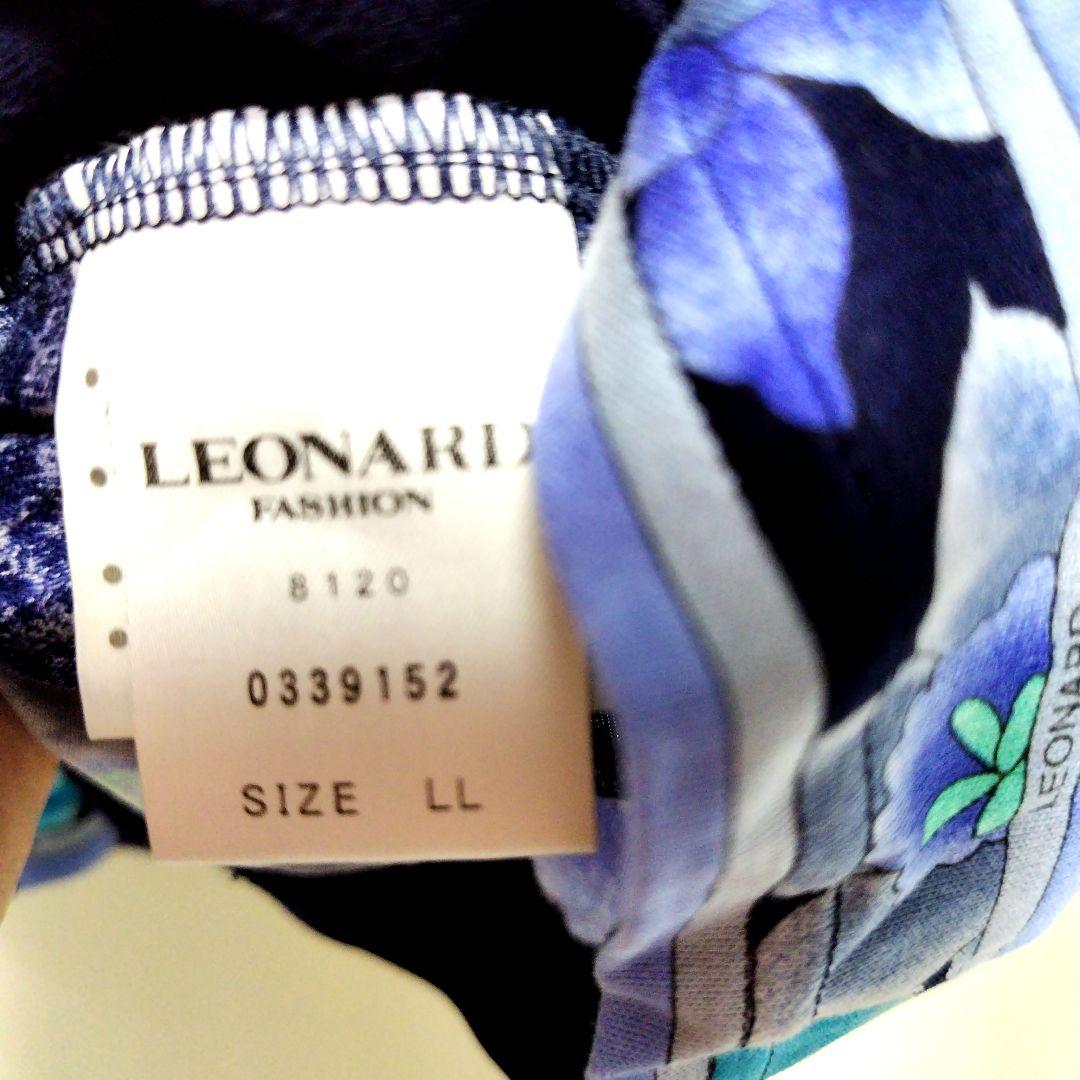 LEONARD
FASHION
8120
0339152
SIZE LL
LEONARD